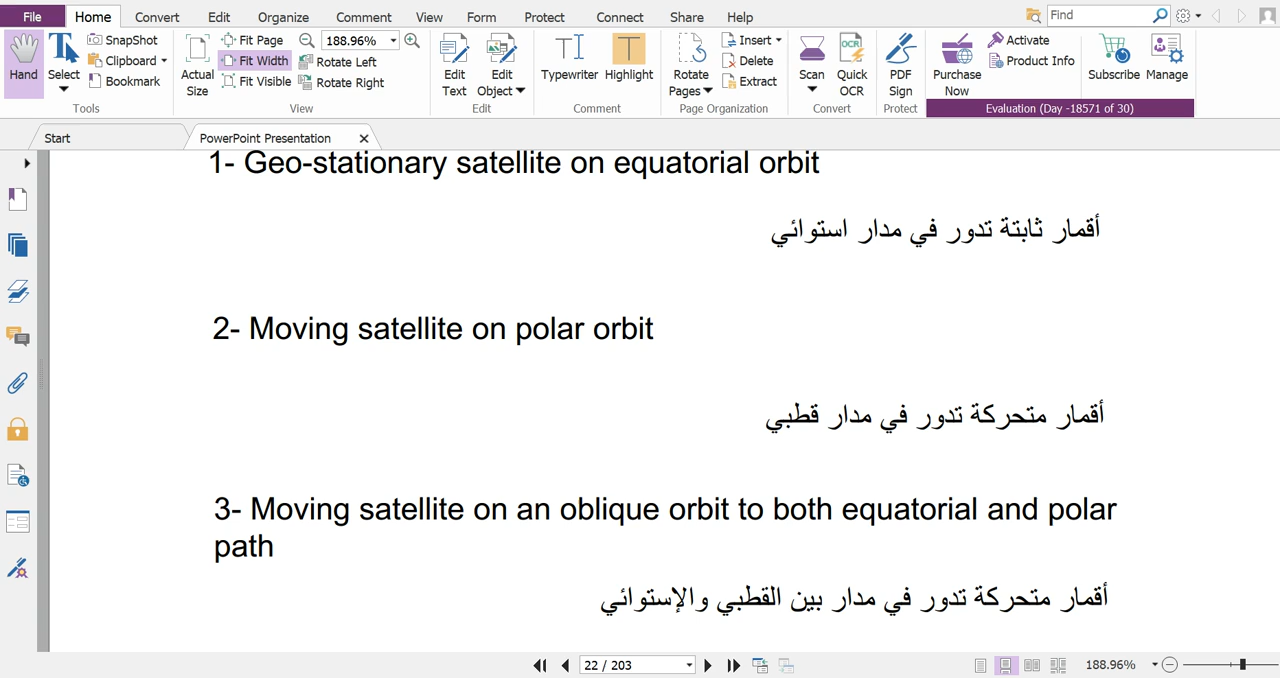 File
Home
Convert
Edit
Organize
Comment
View
Form
Protect
Connect
Share
Help
Find
Hand
Select
SnapShot
Clipboard
Bookmark
Tools
Actual Size
Fit Page
Fit Width
Fit Visible
188.96%
Rotate Left
Rotate Right
View
Edit Text
Edit Object
Edit
Typewriter
Highlight
Comment
Rotate Pages
Insert
Delete
Extract
Page Organization
Scan
Quick OCR
Convert
PDF Sign
Protect
Purchase Now
Activate
Product Info
Subscribe
Manage
Evaluation (Day -18571 of 30)
Start
PowerPoint Presentation
1- Geo-stationary satellite on equatorial orbit
أقمار ثابتة تدور في مدار استوائي
2- Moving satellite on polar orbit
أقمار متحركة تدور في مدار قطبي
3- Moving satellite on an oblique orbit to both equatorial and polar
path
أقمار متحركة تدور في مدار بين القطبي والإستوائي
22 / 203
188.96%